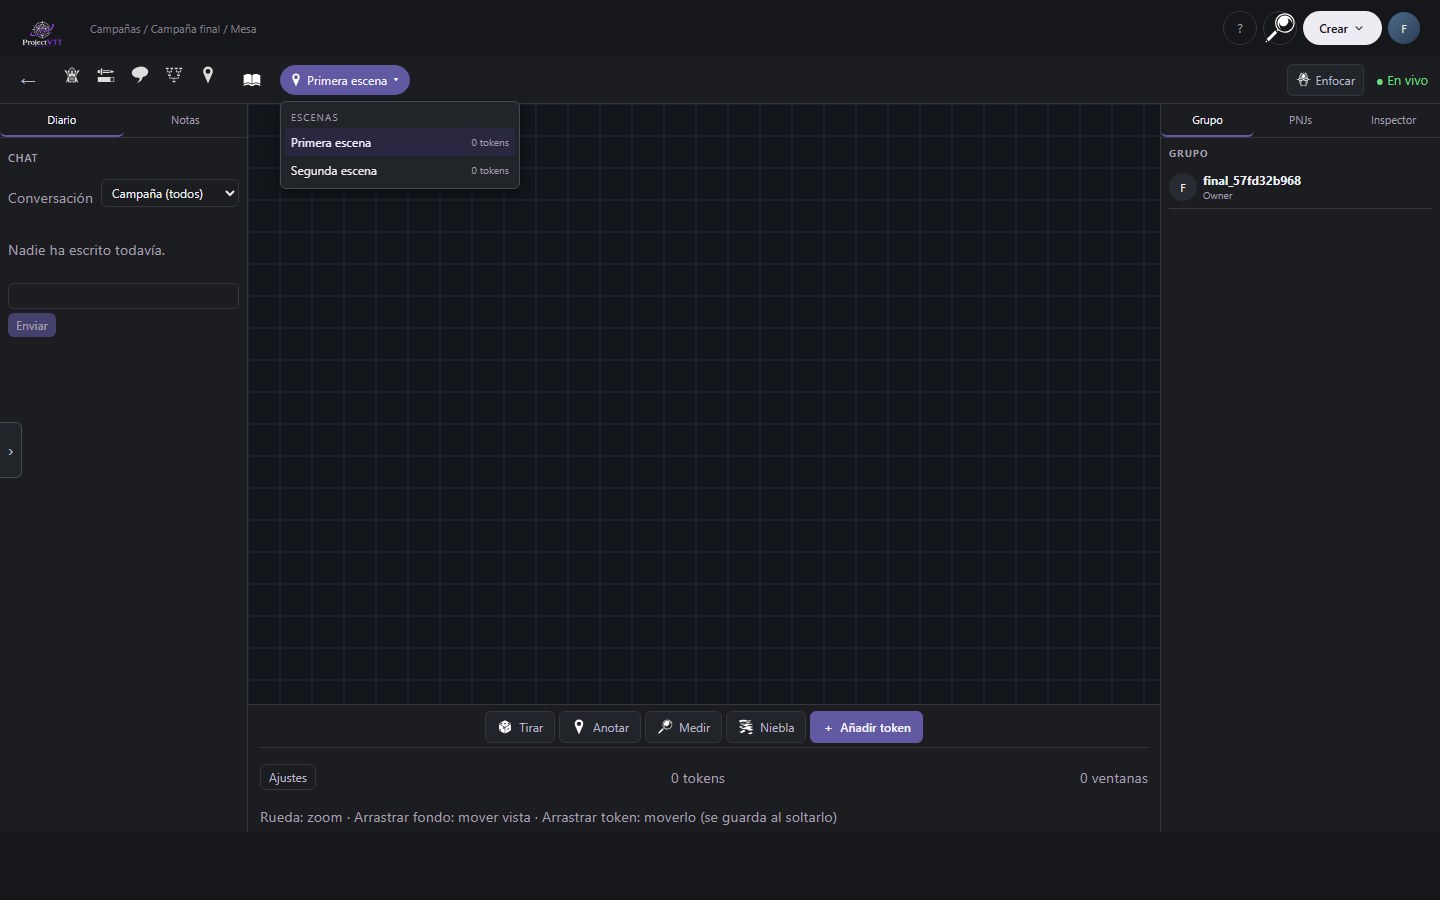 ProjectVTT
Campañas / Campaña final / Mesa
?
Crear
F
Primera escena
Enfocar
En vivo
ESCENAS
Primera escena 0 tokens
Segunda escena 0 tokens
Diario Notas
CHAT
Conversación Campaña (todos)
Nadie ha escrito todavía.
Enviar
Grupo PNJs Inspector
GRUPO
F final_57fd32b968
Owner
Tirar Anotar Medir Niebla + Añadir token
Ajustes 0 tokens 0 ventanas
Rueda: zoom · Arrastrar fondo: mover vista · Arrastrar token: moverlo (se guarda al soltarlo)